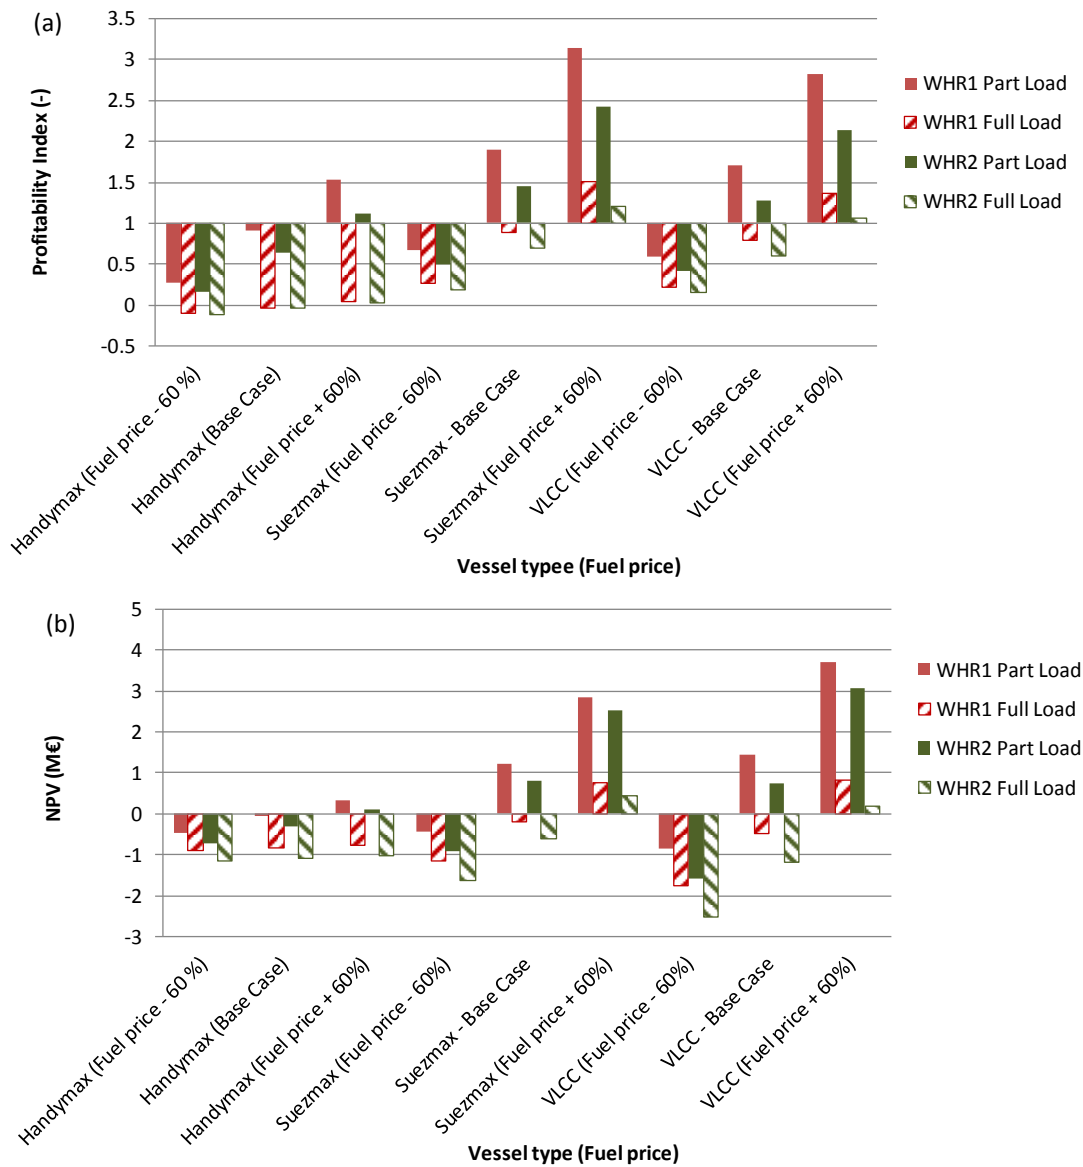 (a)
Profitability Index (-)
3.5
3
2.5
2
1.5
1
0.5
0
-0.5
WHR1 Part Load
WHR1 Full Load
WHR2 Part Load
WHR2 Full Load
Handymax (Fuel price - 60 %)
Handymax (Base Case)
Handymax (Fuel price + 60%)
Suezmax (Fuel price - 60%)
Suezmax - Base Case
Suezmax (Fuel price + 60%)
VLCC (Fuel price - 60%)
VLCC - Base Case
VLCC (Fuel price + 60%)
Vessel typee (Fuel price)
(b)
NPV (M€)
5
4
3
2
1
0
-1
-2
-3
WHR1 Part Load
WHR1 Full Load
WHR2 Part Load
WHR2 Full Load
Handymax (Fuel price - 60 %)
Handymax (Base Case)
Handymax (Fuel price + 60%)
Suezmax (Fuel price - 60%)
Suezmax - Base Case
Suezmax (Fuel price + 60%)
VLCC (Fuel price - 60%)
VLCC - Base Case
VLCC (Fuel price + 60%)
Vessel type (Fuel price)